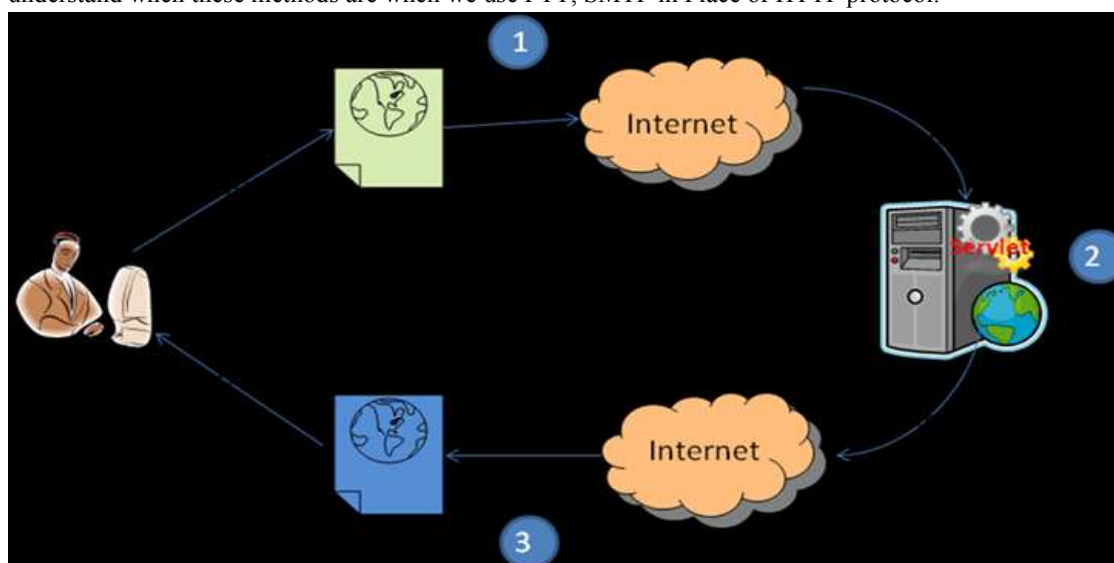 understand when these methods are when we use FTP, SMTP in Place of HTTP protocol.
1
Internet
Servlet
2
Internet
3